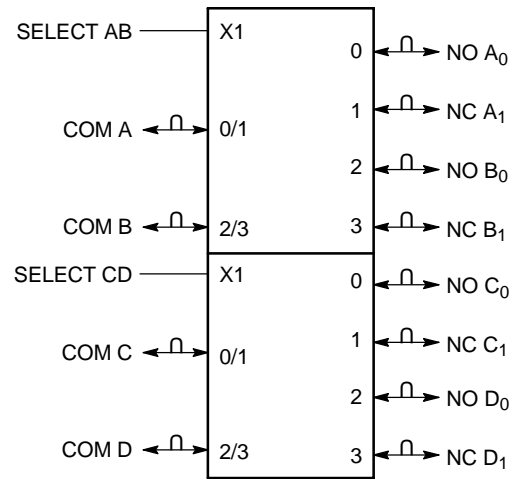 SELECT AB X1
0 NO A0
COM A 0/1 1 NC A1
2 NO B0
COM B 2/3 3 NC B1
SELECT CD X1 0 NO C0
COM C 0/1 1 NC C1
2 NO D0
COM D 2/3 3 NC D1